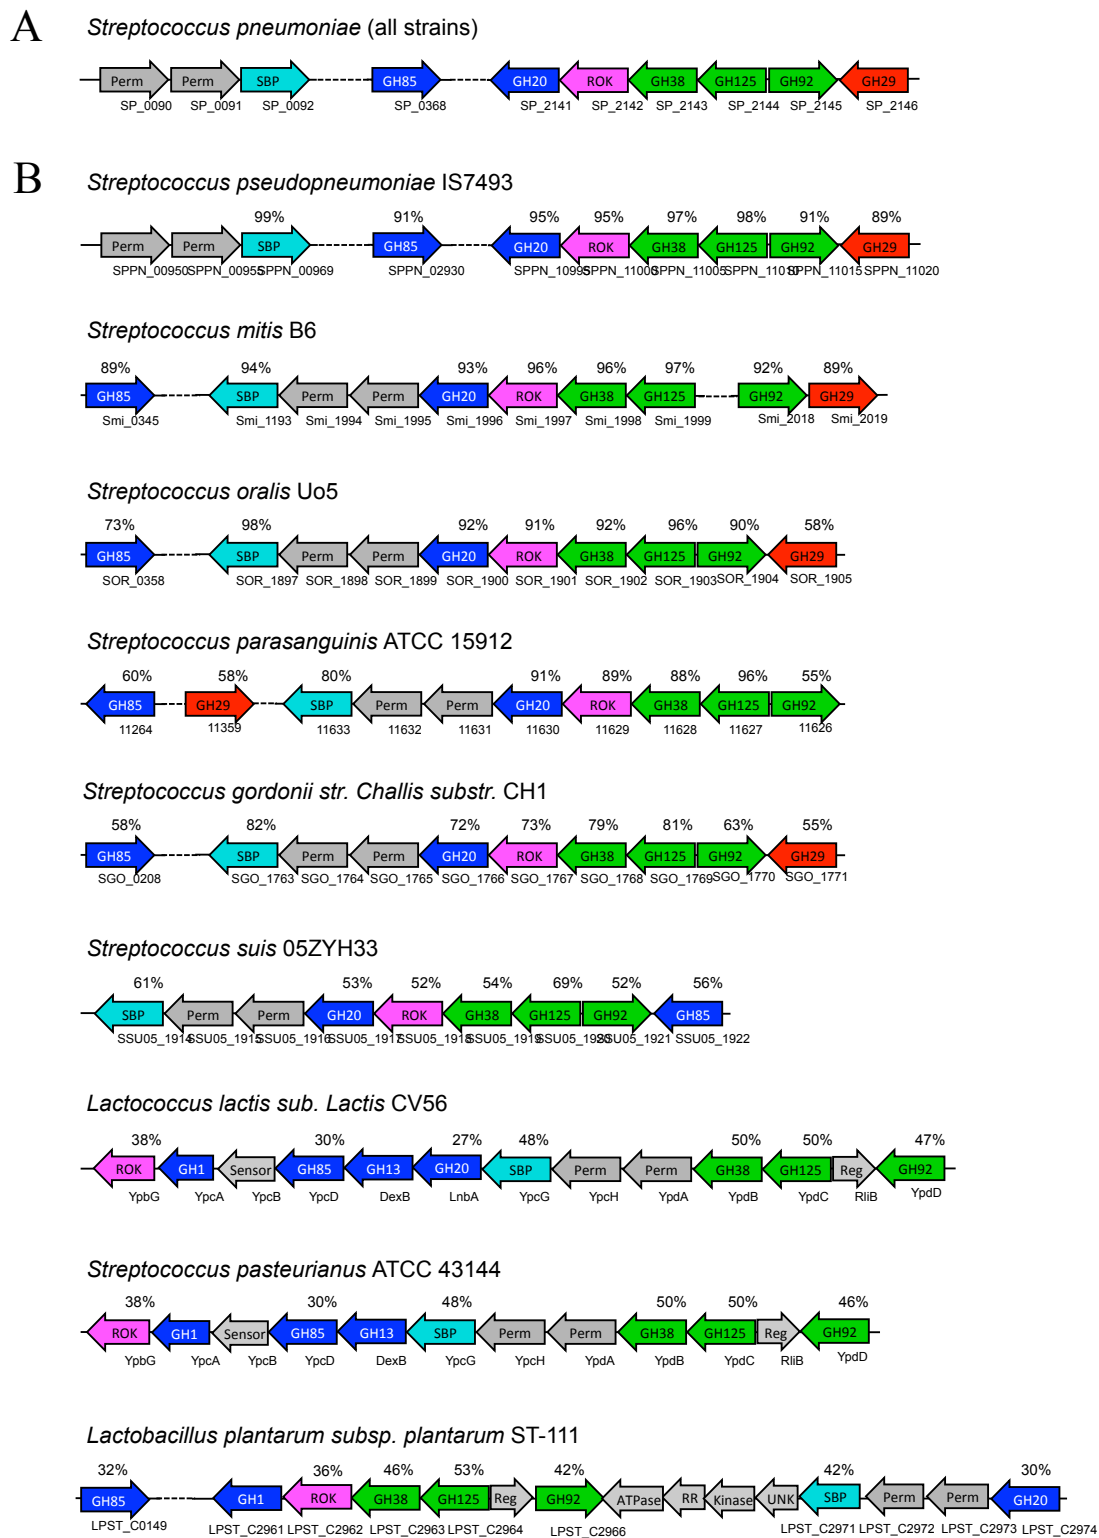 A
Streptococcus pneumoniae (all strains)
Perm Perm SBP GH85 GH20 ROK GH38 GH125 GH92 GH29
SP_0090 SP_0091 SP_0092 SP_0368 SP_2141 SP_2142 SP_2143 SP_2144 SP_2145 SP_2146
B
Streptococcus pseudopneumoniae IS7493
99% 91% 95% 95% 97% 98% 91% 89%
Perm Perm SBP GH85 GH20 ROK GH38 GH125 GH92 GH29
SPPN_00950 SPPN_00955 SPPN_00969 SPPN_02930 SPPN_10995 SPPN_11000 SPPN_11005 SPPN_11010 SPPN_11015 SPPN_11020
Streptococcus mitis B6
89% 94% 93% 96% 96% 97% 92% 89%
GH85 SBP Perm Perm GH20 ROK GH38 GH125 GH92 GH29
Smi_0345 Smi_1193 Smi_1994 Smi_1995 Smi_1996 Smi_1997 Smi_1998 Smi_1999 Smi_2018 Smi_2019
Streptococcus oralis Uo5
73% 98% 92% 91% 92% 96% 90% 58%
GH85 SBP Perm Perm GH20 ROK GH38 GH125 GH92 GH29
SOR_0358 SOR_1897 SOR_1898 SOR_1899 SOR_1900 SOR_1901 SOR_1902 SOR_1903 SOR_1904 SOR_1905
Streptococcus parasanguinis ATCC 15912
60% 58% 80% 91% 89% 88% 96% 55%
GH85 GH29 SBP Perm Perm GH20 ROK GH38 GH125 GH92
11264 11359 11633 11632 11631 11630 11629 11628 11627 11626
Streptococcus gordonii str. Challis substr. CH1
58% 82% 72% 73% 79% 81% 63% 55%
GH85 SBP Perm Perm GH20 ROK GH38 GH125 GH92 GH29
SGO_0208 SGO_1763 SGO_1764 SGO_1765 SGO_1766 SGO_1767 SGO_1768 SGO_1769 SGO_1770 SGO_1771
Streptococcus suis 05ZYH33
61% 53% 52% 54% 69% 52% 56%
SBP Perm Perm GH20 ROK GH38 GH125 GH92 GH85
SSU05_1914 SSU05_1915 SSU05_1916 SSU05_1917 SSU05_1918 SSU05_1919 SSU05_1920 SSU05_1921 SSU05_1922
Lactococcus lactis sub. Lactis CV56
38% 30% 27% 48% 50% 50% 47%
ROK GH1 Sensor GH85 GH13 GH20 SBP Perm Perm GH38 GH125 Reg GH92
YpbG YpcA YpcB YpcD DexB LnbA YpcG YpcH YpdA YpdB YpdC RliB YpdD
Streptococcus pasteurianus ATCC 43144
38% 30% 48% 50% 50% 46%
ROK GH1 Sensor GH85 GH13 SBP Perm Perm GH38 GH125 Reg GH92
YpbG YpcA YpcB YpcD DexB YpcG YpcH YpdA YpdB YpdC RliB YpdD
Lactobacillus plantarum subsp. plantarum ST-111
32% 36% 46% 53% 42% 42% 30%
GH85 GH1 ROK GH38 GH125 Reg GH92 ATPase RR Kinase UNK SBP Perm Perm GH20
LPST_C0149 LPST_C2961 LPST_C2962 LPST_C2963 LPST_C2964 LPST_C2966 LPST_C2971 LPST_C2972 LPST_C2973 LPST_C2974